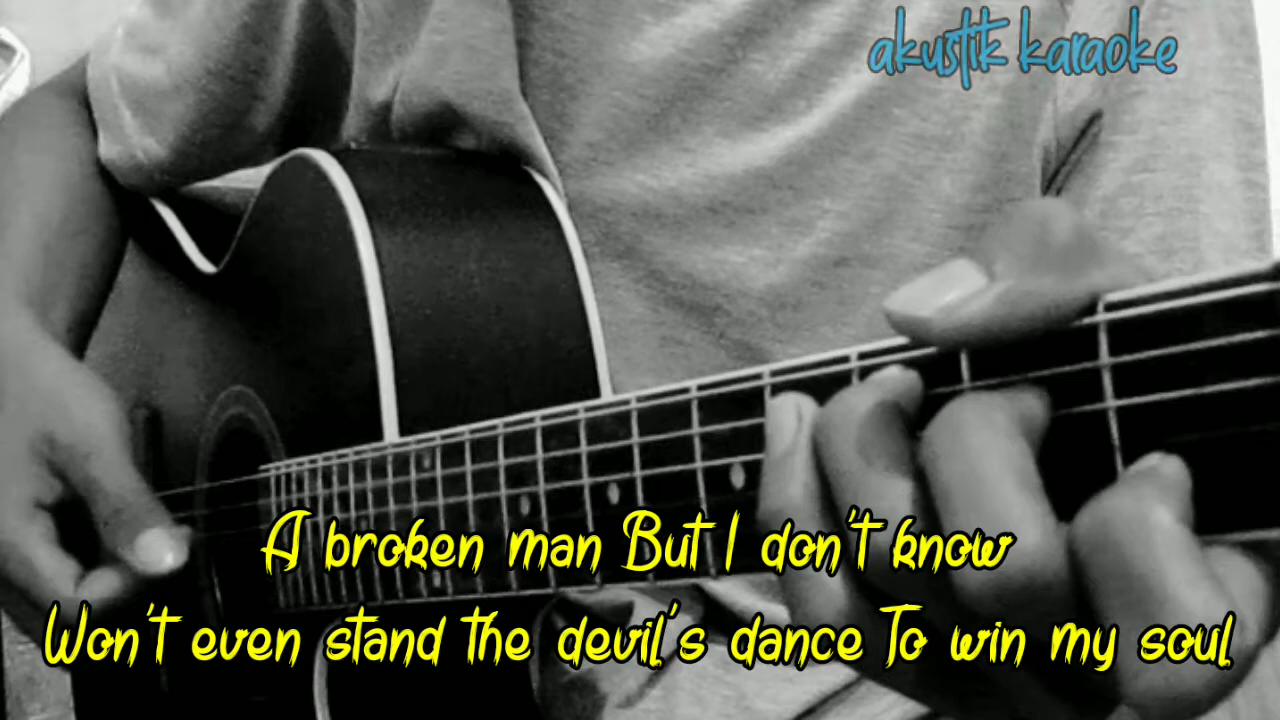 akustik karaoke
A broken man But I don't know
Won't even stand the devil's dance To win my soul